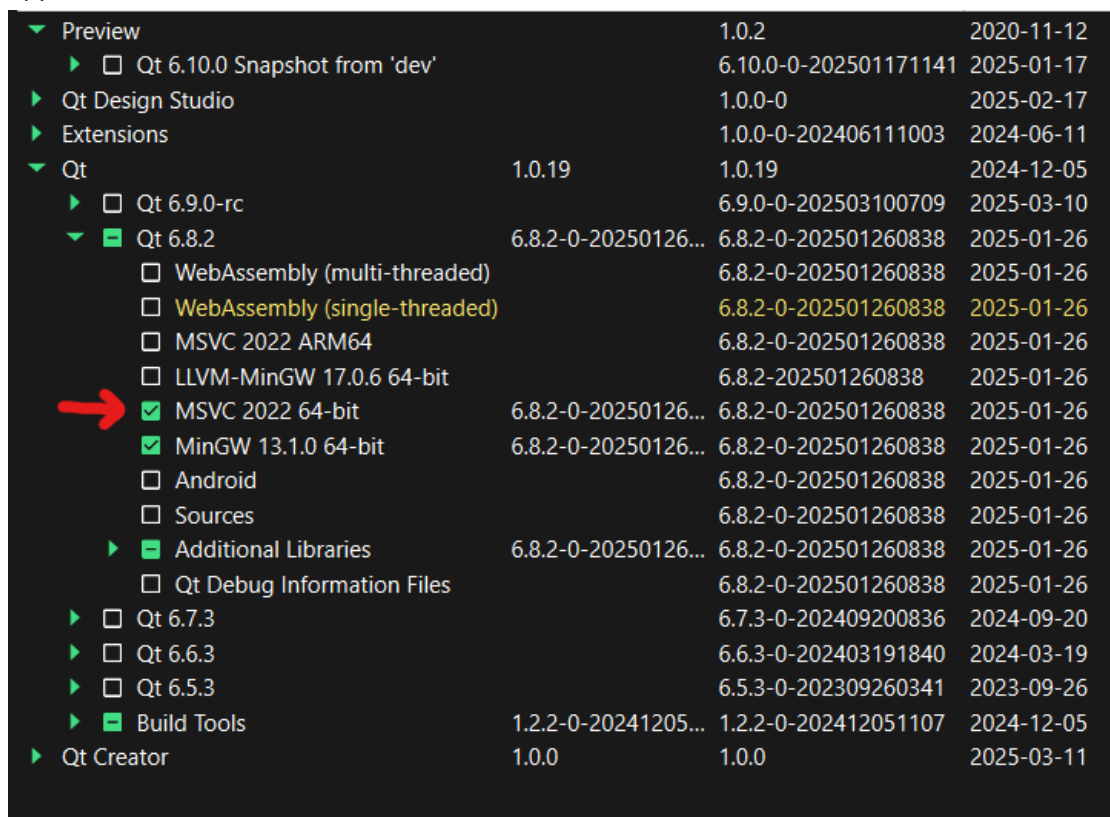 Preview 1.0.2 2020-11-12
Qt 6.10.0 Snapshot from 'dev' 6.10.0-0-202501171141 2025-01-17
Qt Design Studio 1.0.0-0 2025-02-17
Extensions 1.0.0-0-202406111003 2024-06-11
Qt 1.0.19 1.0.19 2024-12-05
Qt 6.9.0-rc 6.9.0-0-202503100709 2025-03-10
Qt 6.8.2 6.8.2-0-20250126... 6.8.2-0-202501260838 2025-01-26
WebAssembly (multi-threaded) 6.8.2-0-202501260838 2025-01-26
WebAssembly (single-threaded) 6.8.2-0-202501260838 2025-01-26
MSVC 2022 ARM64 6.8.2-0-202501260838 2025-01-26
LLVM-MinGW 17.0.6 64-bit 6.8.2-202501260838 2025-01-26
MSVC 2022 64-bit 6.8.2-0-20250126... 6.8.2-0-202501260838 2025-01-26
MinGW 13.1.0 64-bit 6.8.2-0-20250126... 6.8.2-0-202501260838 2025-01-26
Android 6.8.2-0-202501260838 2025-01-26
Sources 6.8.2-0-202501260838 2025-01-26
Additional Libraries 6.8.2-0-20250126... 6.8.2-0-202501260838 2025-01-26
Qt Debug Information Files 6.8.2-0-202501260838 2025-01-26
Qt 6.7.3 6.7.3-0-202409200836 2024-09-20
Qt 6.6.3 6.6.3-0-202403191840 2024-03-19
Qt 6.5.3 6.5.3-0-202309260341 2023-09-26
Build Tools 1.2.2-0-20241205... 1.2.2-0-202412051107 2024-12-05
Qt Creator 1.0.0 1.0.0 2025-03-11